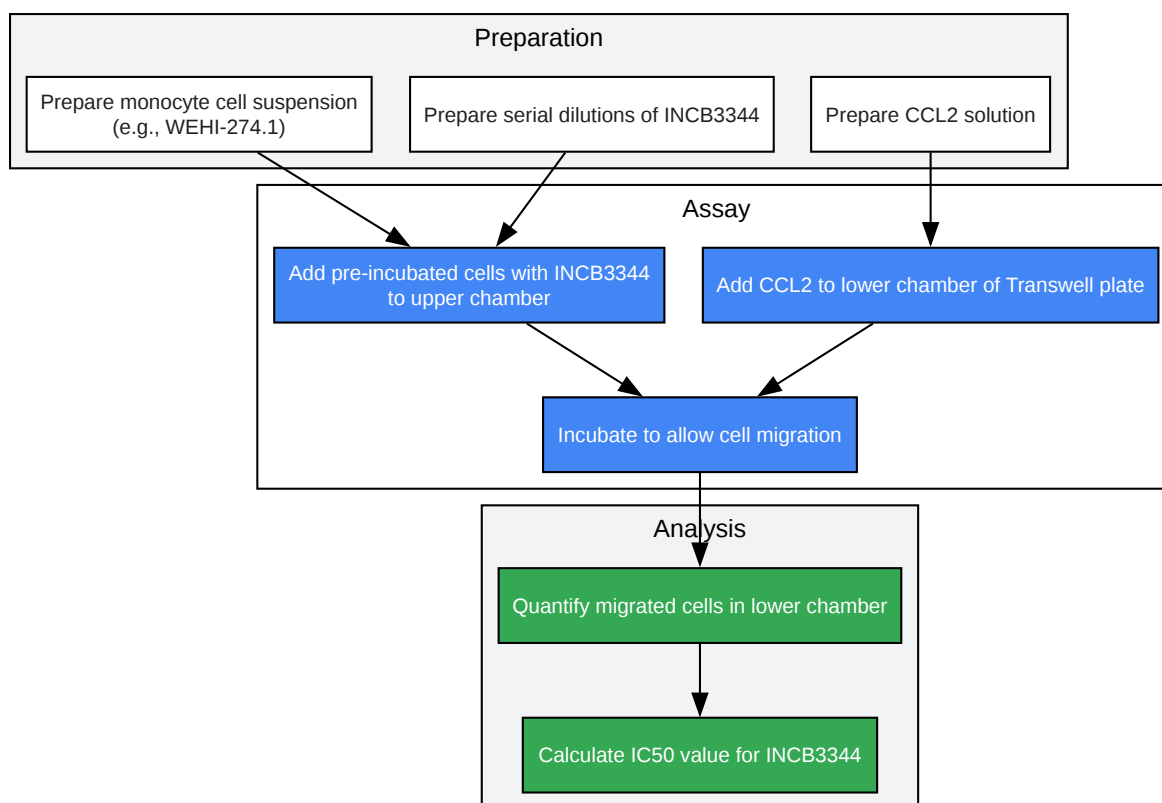 Preparation
Prepare monocyte cell suspension
(e.g., WEHI-274.1)
Prepare serial dilutions of INCB3344
Prepare CCL2 solution
Assay
Add pre-incubated cells with INCB3344
to upper chamber
Add CCL2 to lower chamber of Transwell plate
Incubate to allow cell migration
Analysis
Quantify migrated cells in lower chamber
Calculate IC50 value for INCB3344